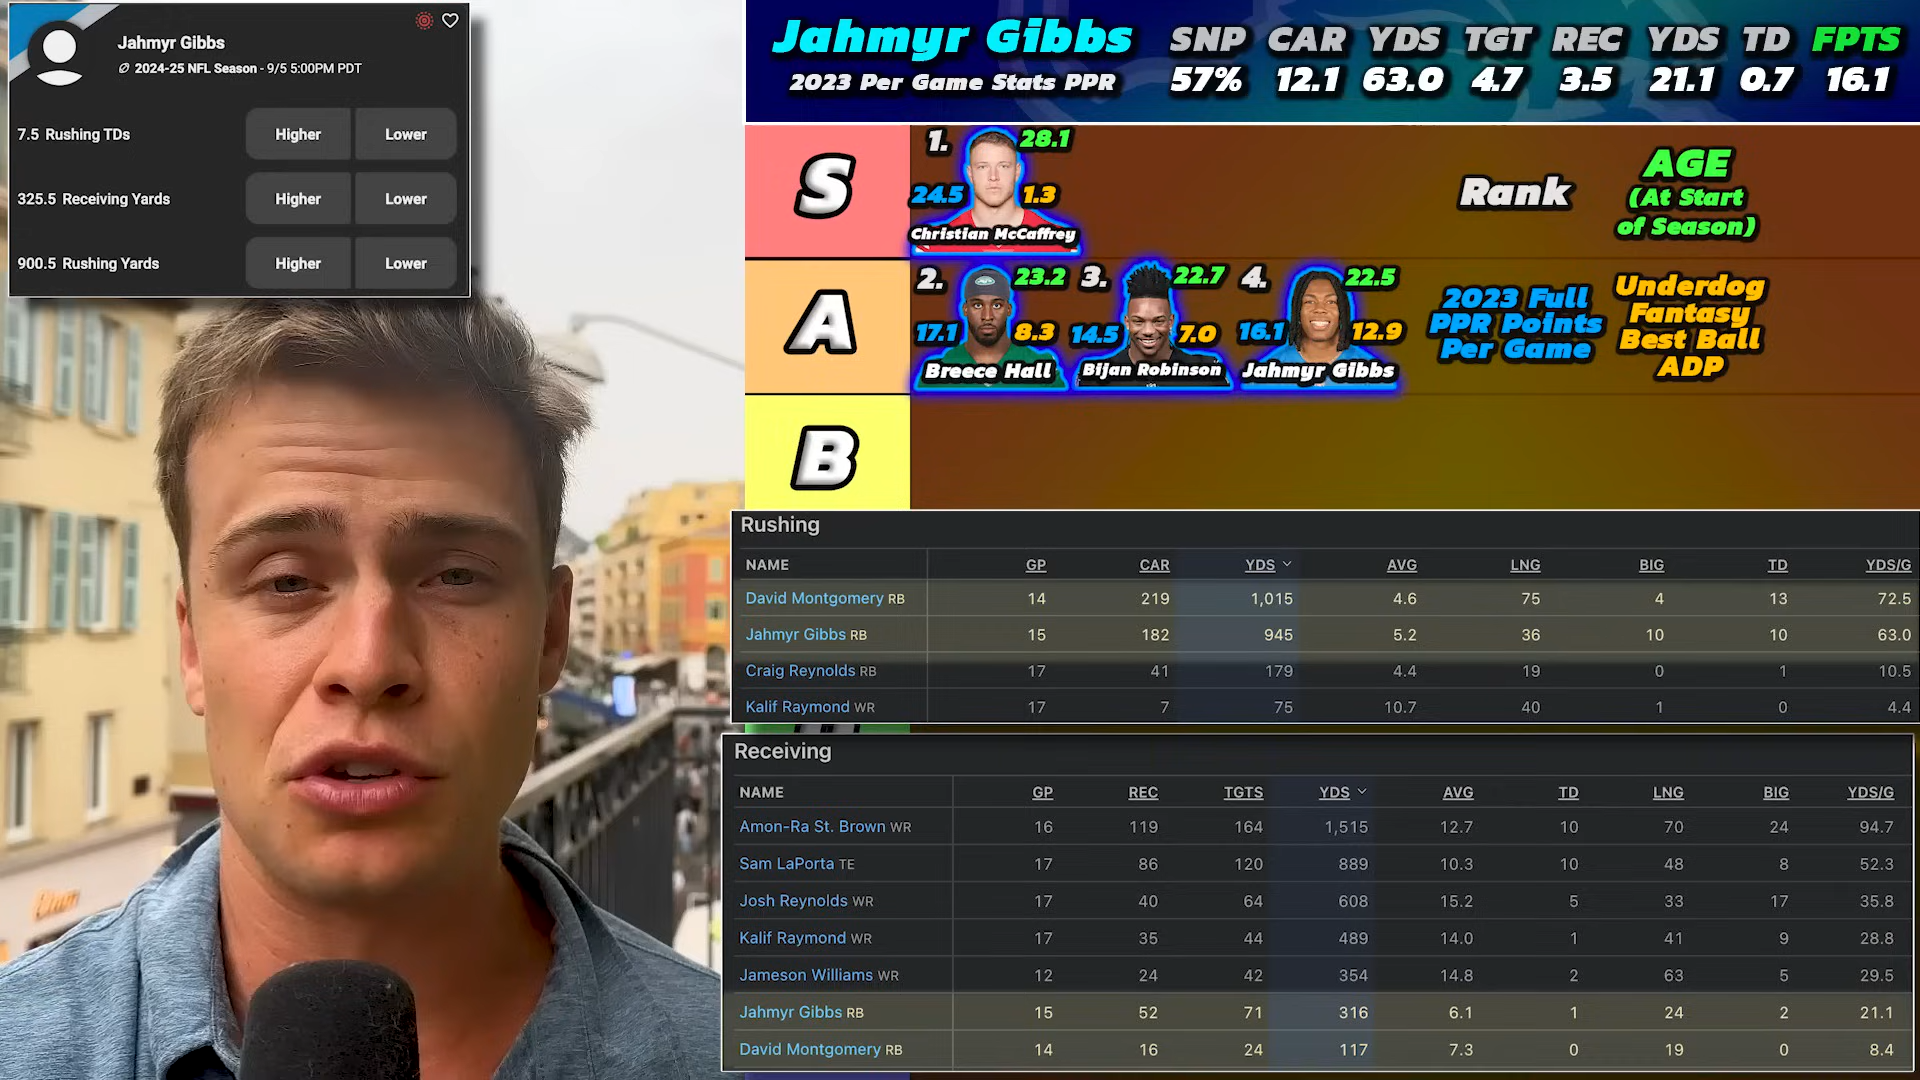 Jahmyr Gibbs
2024-25 NFL Season - 9/5 5:00PM PDT
7.5 Rushing TDs Higher Lower
325.5 Receiving Yards Higher Lower
900.5 Rushing Yards Higher Lower
Jahmyr Gibbs SNP CAR YDS TGT REC YDS TD FPTS
2023 Per Game Stats PPR 57% 12.1 63.0 4.7 3.5 21.1 0.7 16.1
S
1. 28.1
24.5 1.3
Christian McCaffrey
Rank
AGE
(At Start
of Season)
A
2. 23.2
17.1 8.3
Breece Hall
3. 22.7
14.5 7.0
Bijan Robinson
4. 22.5
16.1 12.9
Jahmyr Gibbs
2023 Full
PPR Points
Per Game
Underdog
Fantasy
Best Ball
ADP
B
Rushing
NAME GP CAR YDS AVG LNG BIG TD YDS/G
David Montgomery RB 14 219 1,015 4.6 75 4 13 72.5
Jahmyr Gibbs RB 15 182 945 5.2 36 10 10 63.0
Craig Reynolds RB 17 41 179 4.4 19 0 1 10.5
Kalif Raymond WR 17 7 75 10.7 40 1 0 4.4
Receiving
NAME GP REC TGTS YDS AVG TD LNG BIG YDS/G
Amon-Ra St. Brown WR 16 119 164 1,515 12.7 10 70 24 94.7
Sam LaPorta TE 17 86 120 889 10.3 10 48 8 52.3
Josh Reynolds WR 17 40 64 608 15.2 5 33 17 35.8
Kalif Raymond WR 17 35 44 489 14.0 1 41 9 28.8
Jameson Williams WR 12 24 42 354 14.8 2 63 5 29.5
Jahmyr Gibbs RB 15 52 71 316 6.1 1 24 2 21.1
David Montgomery RB 14 16 24 117 7.3 0 19 0 8.4